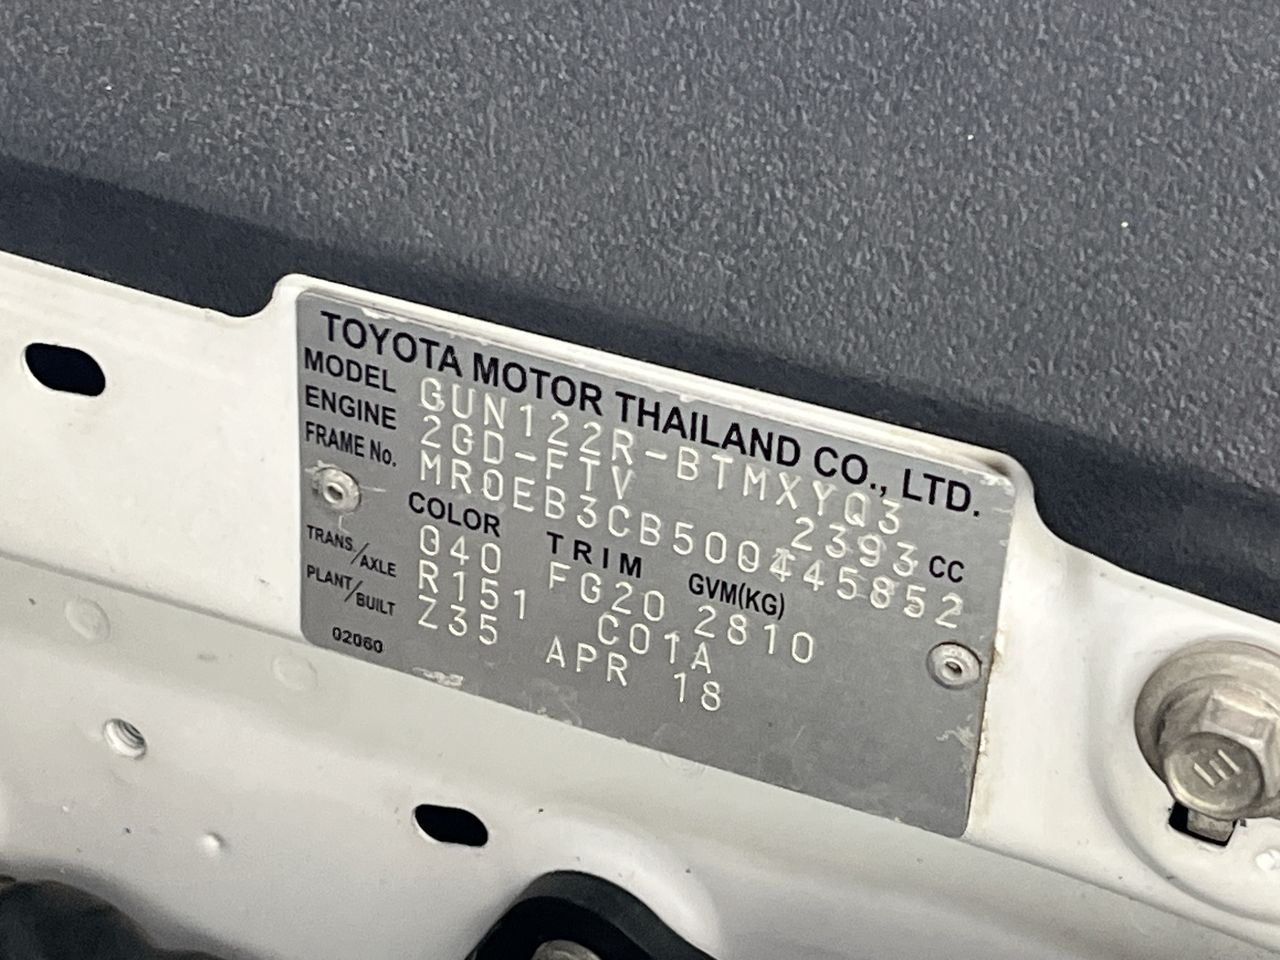 TOYOTA MOTOR THAILAND CO., LTD.
MODEL GUN122R-BTMXYQ3
ENGINE 2GD-FTV 2393 CC
FRAME No. MR0EB3CB500445852
COLOR TRIM GVM(KG)
040 FG20 2810
TRANS./AXLE R151 C01A
PLANT/BUILT Z35 APR 18
02060